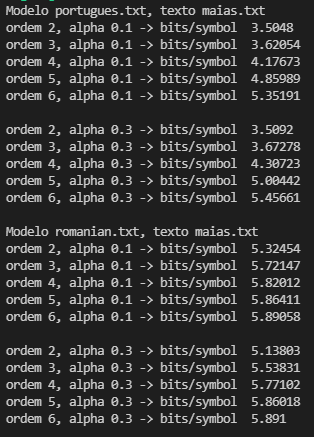 Modelo portugues.txt, texto maias.txt
ordem 2, alpha 0.1 -> bits/symbol  3.5048
ordem 3, alpha 0.1 -> bits/symbol  3.62054
ordem 4, alpha 0.1 -> bits/symbol  4.17673
ordem 5, alpha 0.1 -> bits/symbol  4.85989
ordem 6, alpha 0.1 -> bits/symbol  5.35191

ordem 2, alpha 0.3 -> bits/symbol  3.5092
ordem 3, alpha 0.3 -> bits/symbol  3.67278
ordem 4, alpha 0.3 -> bits/symbol  4.30723
ordem 5, alpha 0.3 -> bits/symbol  5.00442
ordem 6, alpha 0.3 -> bits/symbol  5.45661

Modelo romanian.txt, texto maias.txt
ordem 2, alpha 0.1 -> bits/symbol  5.32454
ordem 3, alpha 0.1 -> bits/symbol  5.72147
ordem 4, alpha 0.1 -> bits/symbol  5.82012
ordem 5, alpha 0.1 -> bits/symbol  5.86411
ordem 6, alpha 0.1 -> bits/symbol  5.89058

ordem 2, alpha 0.3 -> bits/symbol  5.13803
ordem 3, alpha 0.3 -> bits/symbol  5.53831
ordem 4, alpha 0.3 -> bits/symbol  5.77102
ordem 5, alpha 0.3 -> bits/symbol  5.86018
ordem 6, alpha 0.3 -> bits/symbol  5.891